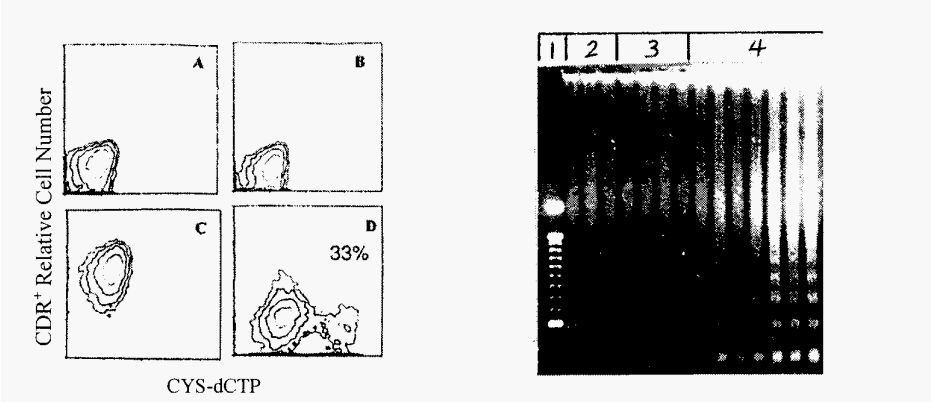 A
B
CDR⁺ Relative Cell Number
C
D
33%
CYS-dCTP
1 2 3 4